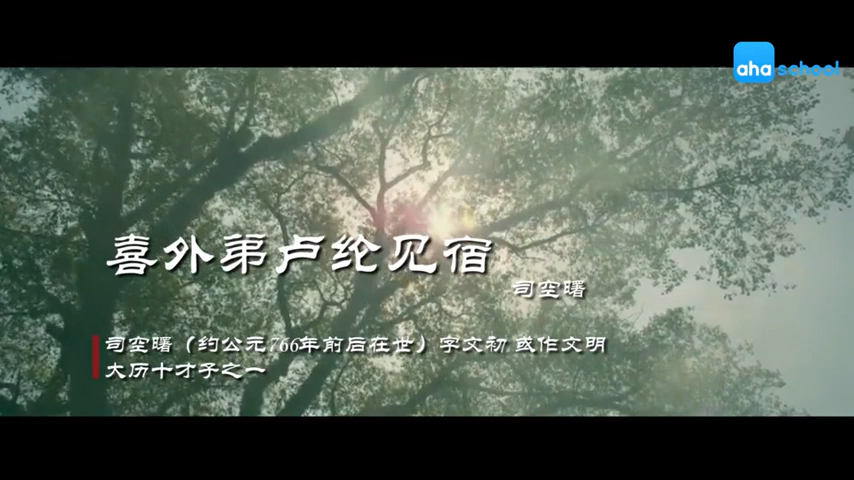 aha school
喜外弟卢纶见宿
司空曙
司空曙（约公元766年前后在世）字文初 或作文明
大历十才子之一